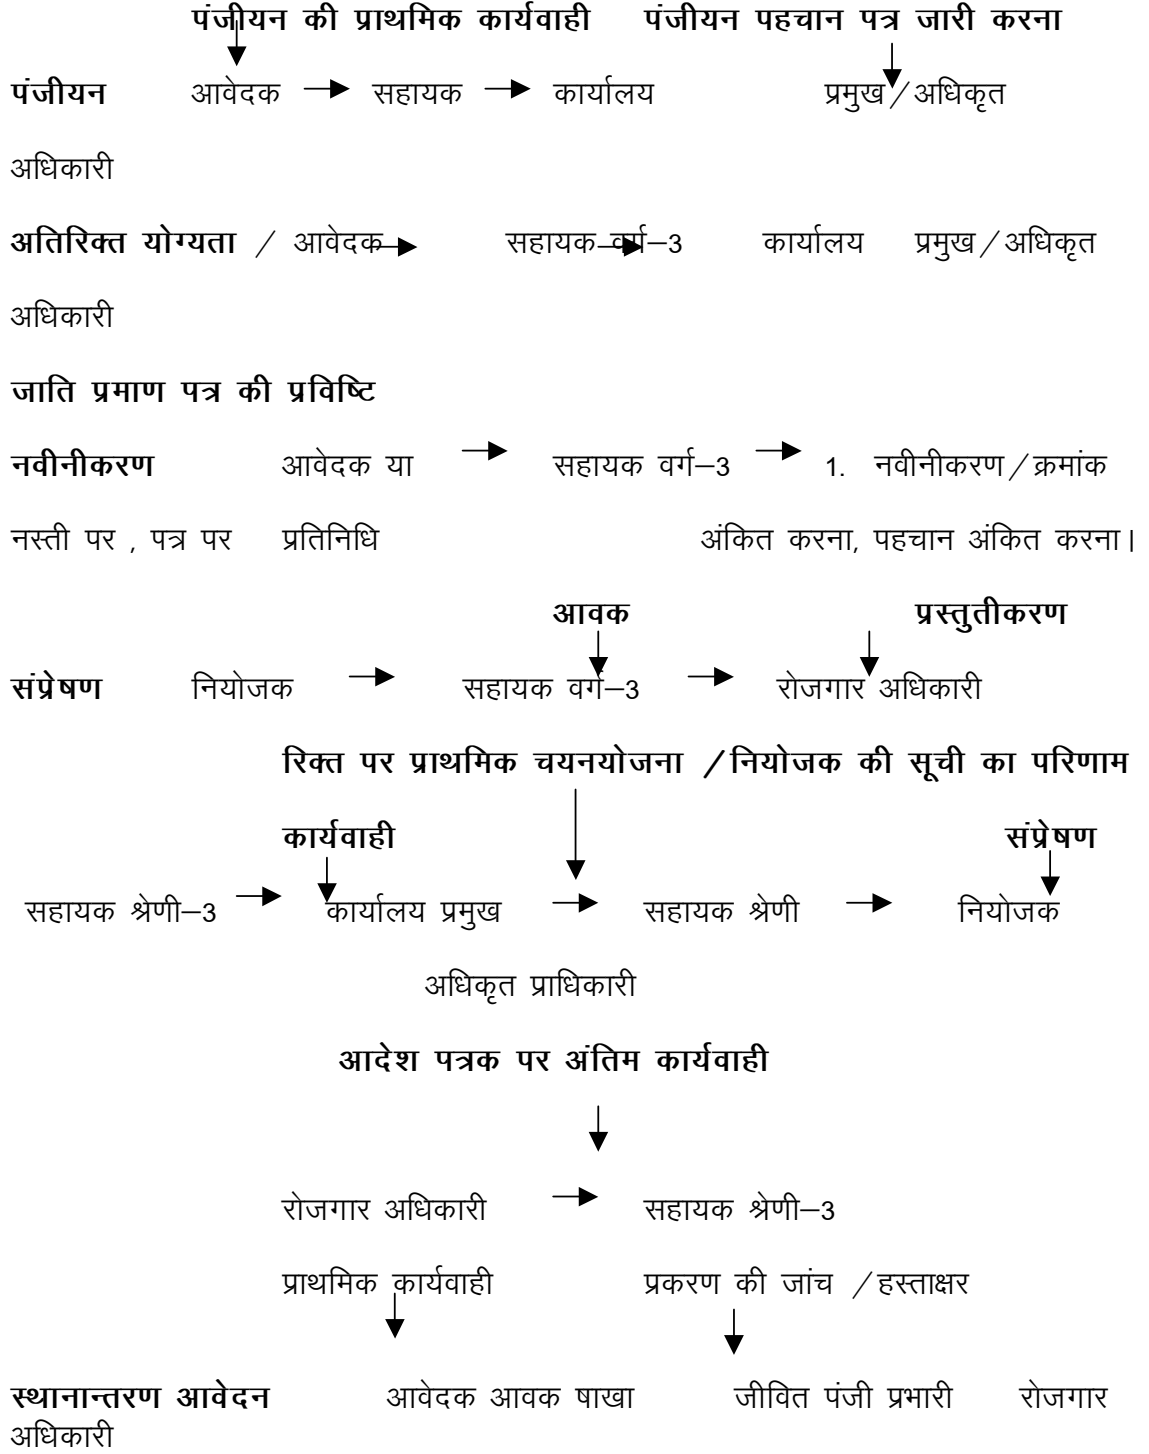 पंजीयन की प्राथमिक कार्यवाही पंजीयन पहचान पत्र जारी करना
पंजीयन आवेदक सहायक कार्यालय प्रमुख/अधिकृत
अधिकारी
अतिरिक्त योग्यता / आवेदक सहायक वर्ग–3 कार्यालय प्रमुख/अधिकृत
अधिकारी
जाति प्रमाण पत्र की प्रविष्टि
नवीनीकरण आवेदक या सहायक वर्ग–3 1. नवीनीकरण/क्रमांक
नस्ती पर , पत्र पर प्रतिनिधि अंकित करना, पहचान अंकित करना।
आवक प्रस्तुतीकरण
संप्रेषण नियोजक सहायक वर्ग–3 रोजगार अधिकारी
रिक्त पर प्राथमिक चयनयोजना /नियोजक की सूची का परिणाम
कार्यवाही संप्रेषण
सहायक श्रेणी–3 कार्यालय प्रमुख सहायक श्रेणी नियोजक
अधिकृत प्राधिकारी
आदेश पत्रक पर अंतिम कार्यवाही
रोजगार अधिकारी सहायक श्रेणी–3
प्राथमिक कार्यवाही प्रकरण की जांच /हस्ताक्षर
स्थानान्तरण आवेदन आवेदक आवक षाखा जीवित पंजी प्रभारी रोजगार
अधिकारी